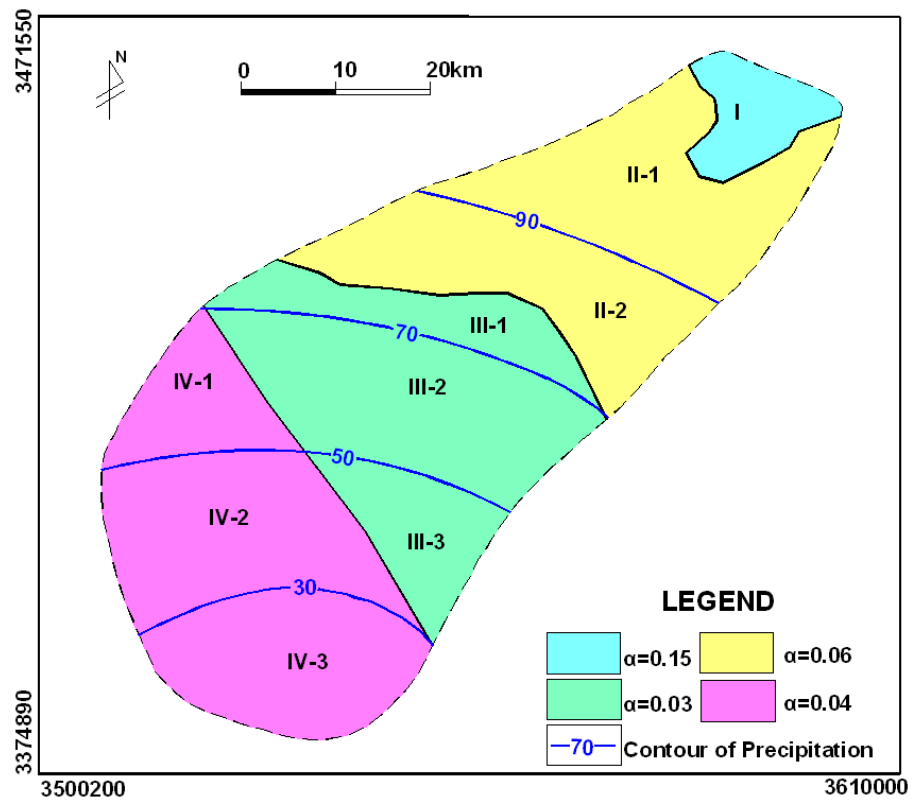 3471550
N
0 10 20km
I
II-1
90
II-2
III-1
70
IV-1
III-2
50
IV-2
III-3
30
IV-3
LEGEND
α=0.15 α=0.06
α=0.03 α=0.04
70 Contour of Precipitation
3374890
3500200 3610000